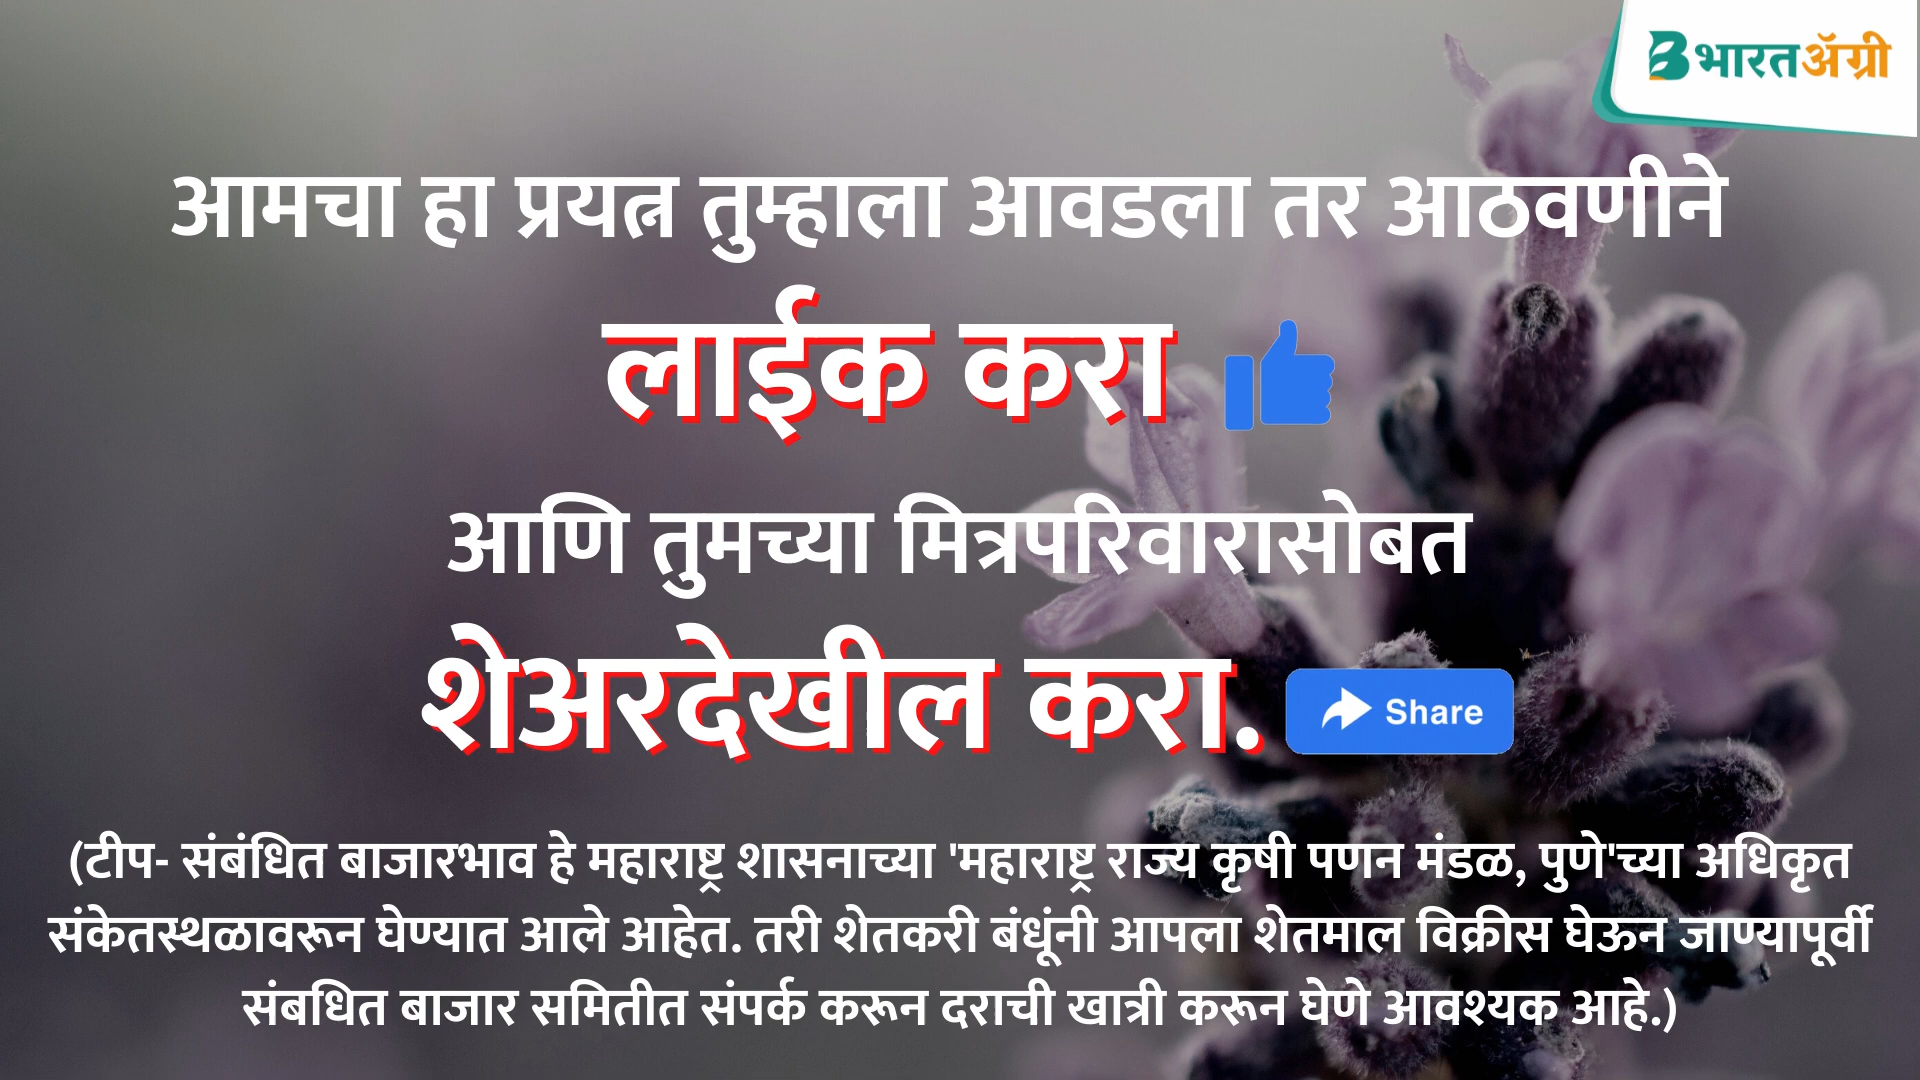 भारतॲग्री
आमचा हा प्रयत्न तुम्हाला आवडला तर आठवणीने
लाईक करा
आणि तुमच्या मित्रपरिवारासोबत
शेअरदेखील करा.
Share
(टीप- संबंधित बाजारभाव हे महाराष्ट्र शासनाच्या 'महाराष्ट्र राज्य कृषी पणन मंडळ, पुणे'च्या अधिकृत
संकेतस्थळावरून घेण्यात आले आहेत. तरी शेतकरी बंधूंनी आपला शेतमाल विक्रीस घेऊन जाण्यापूर्वी
संबधित बाजार समितीत संपर्क करून दराची खात्री करून घेणे आवश्यक आहे.)